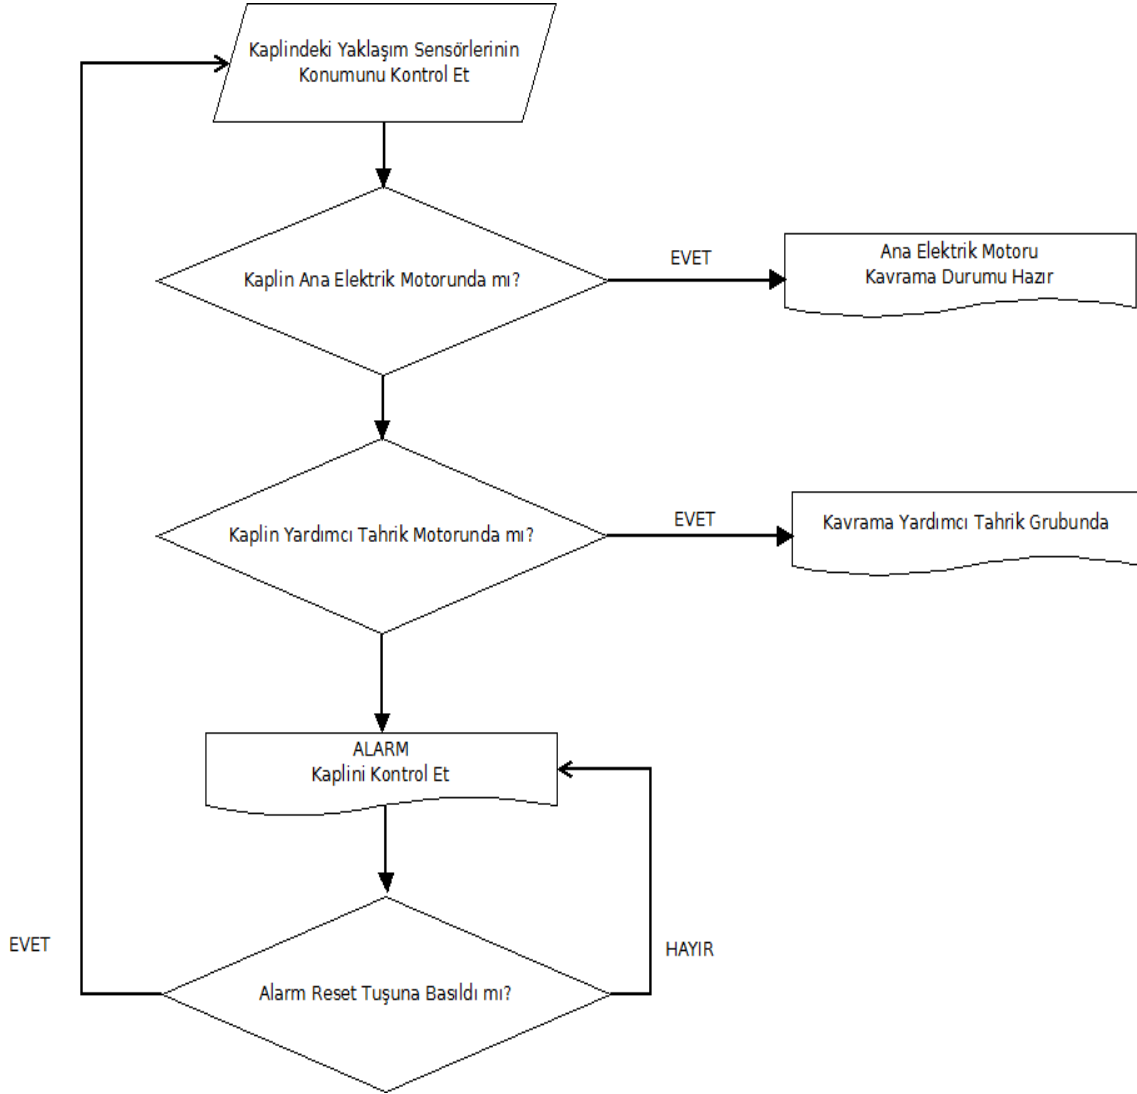 Kaplindeki Yaklaşım Sensörlerinin
Konumunu Kontrol Et
Kaplin Ana Elektrik Motorunda mı?
EVET
Ana Elektrik Motoru
Kavrama Durumu Hazır
Kaplin Yardımcı Tahrik Motorunda mı?
EVET
Kavrama Yardımcı Tahrik Grubunda
ALARM
Kaplini Kontrol Et
Alarm Reset Tuşuna Basıldı mı?
EVET
HAYIR